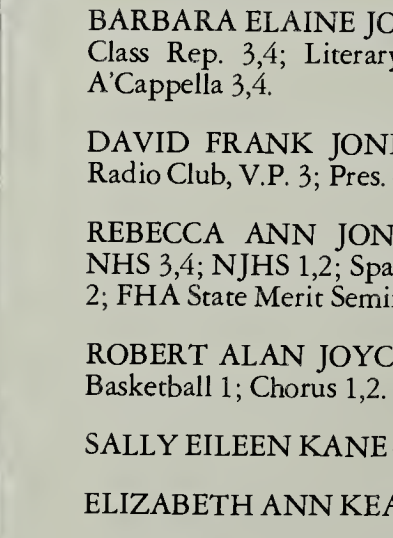 BARBARA ELAINE JO
Class Rep. 3,4; Literary
A'Cappella 3,4.
DAVID FRANK JON
Radio Club, V.P. 3; Pres.
REBECCA ANN JON
NHS 3,4; NJHS 1,2; Spa
2; FHA State Merit Semi
ROBERT ALAN JOYC
Basketball 1; Chorus 1,2.
SALLY EILEEN KANE
ELIZABETH ANN KEA